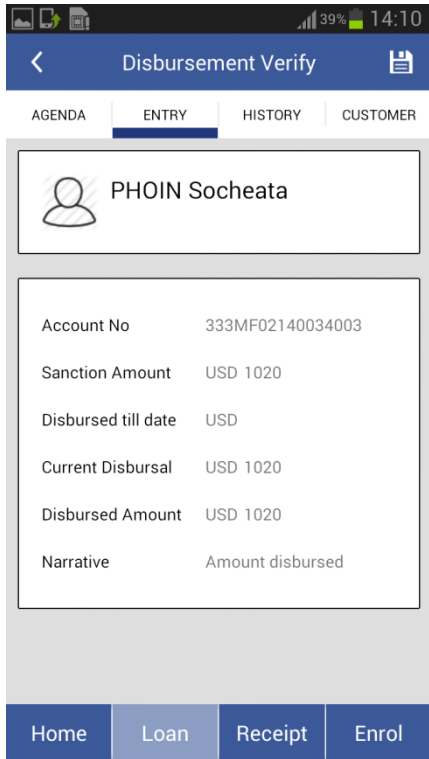 39% 14:10
Disbursement Verify
AGENDA ENTRY HISTORY CUSTOMER
PHOIN Socheata
Account No 333MF02140034003
Sanction Amount USD 1020
Disbursed till date USD
Current Disbursal USD 1020
Disbursed Amount USD 1020
Narrative Amount disbursed
Home Loan Receipt Enrol